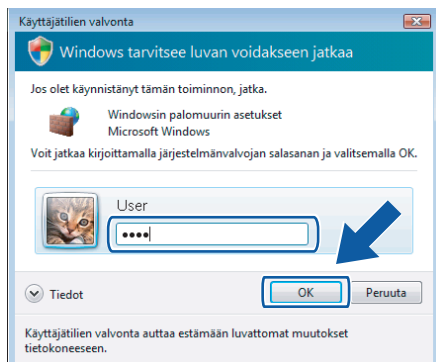 Käyttäjätilien valvonta
Windows tarvitsee luvan voidakseen jatkaa
Jos olet käynnistänyt tämän toiminnon, jatka.
Windowsin palomuurin asetukset
Microsoft Windows
Voit jatkaa kirjoittamalla järjestelmänvalvojan salasanan ja valitsemalla OK.
User
••••
Tiedot
OK
Peruuta
Käyttäjätilien valvonta auttaa estämään luvattomat muutokset
tietokoneeseen.